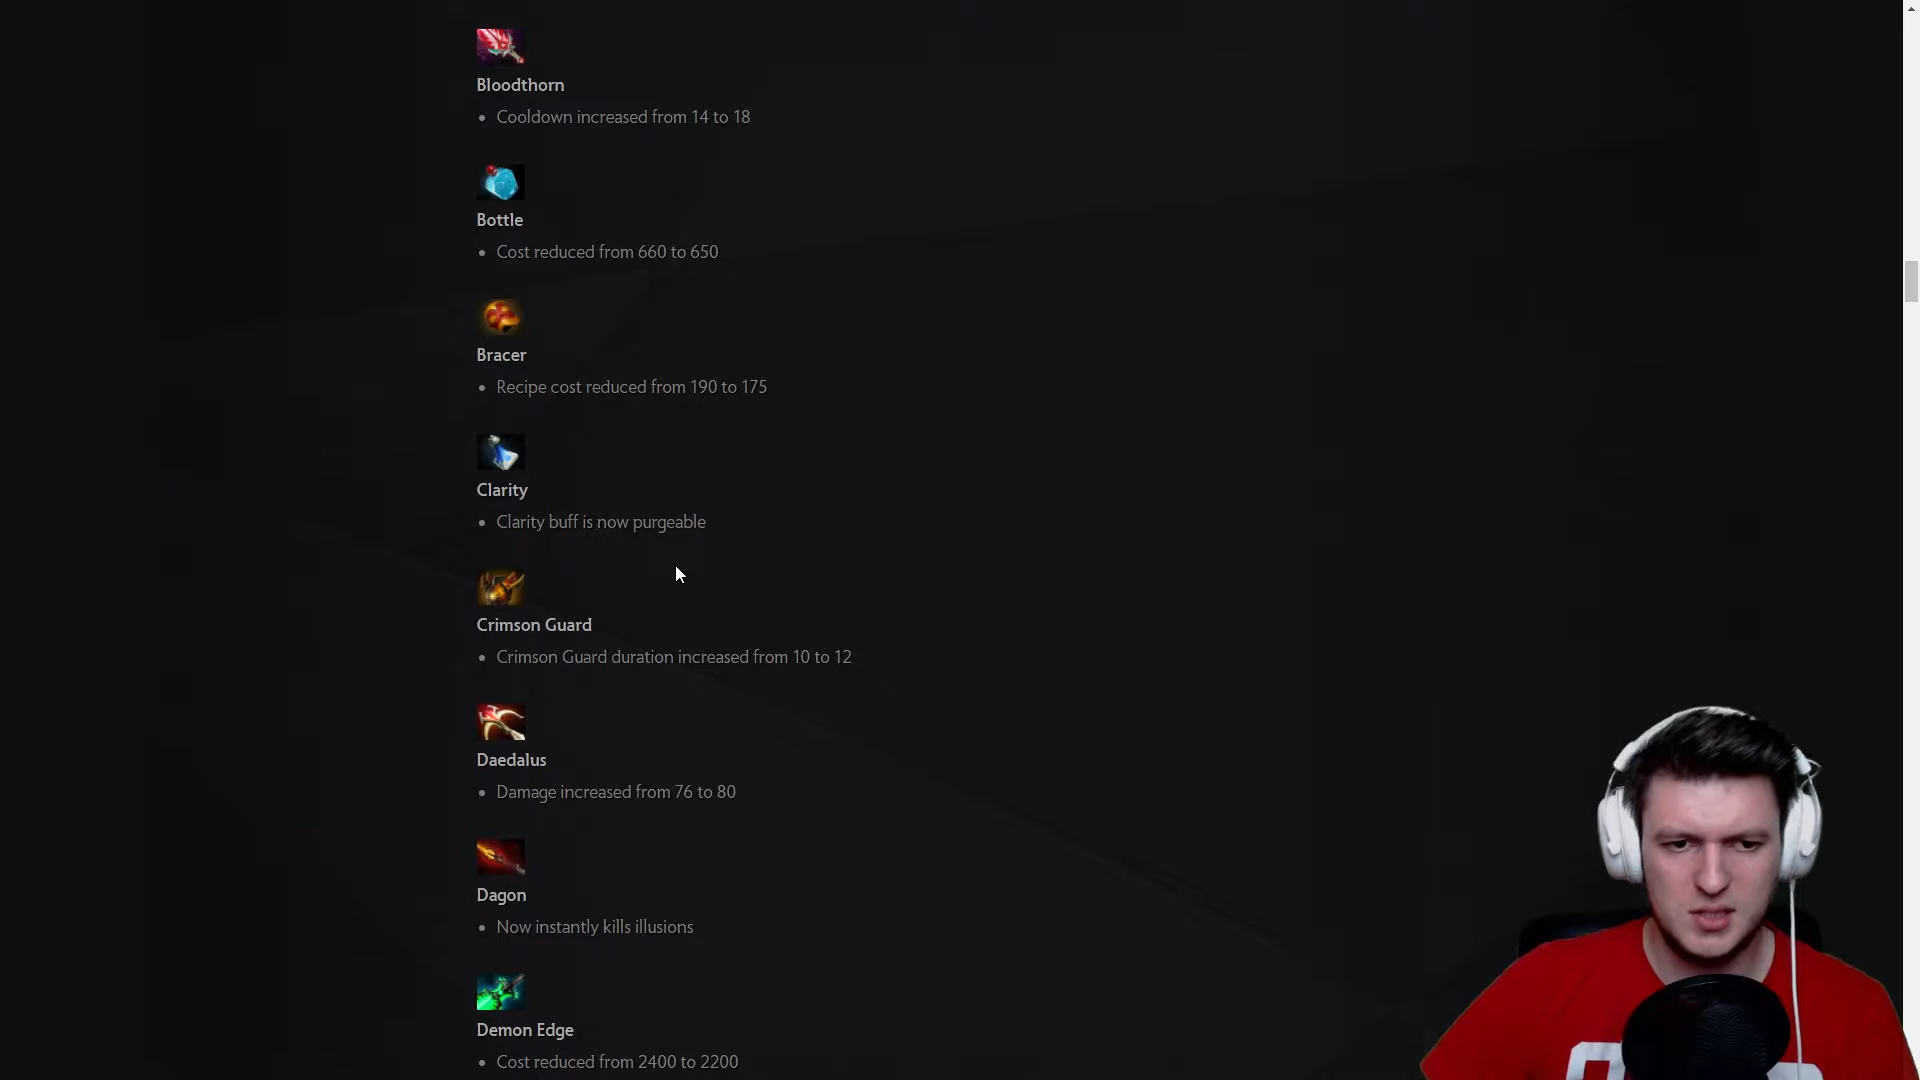 Bloodthorn
• Cooldown increased from 14 to 18
Bottle
• Cost reduced from 660 to 650
Bracer
• Recipe cost reduced from 190 to 175
Clarity
• Clarity buff is now purgeable
Crimson Guard
• Crimson Guard duration increased from 10 to 12
Daedalus
• Damage increased from 76 to 80
Dagon
• Now instantly kills illusions
Demon Edge
• Cost reduced from 2400 to 2200